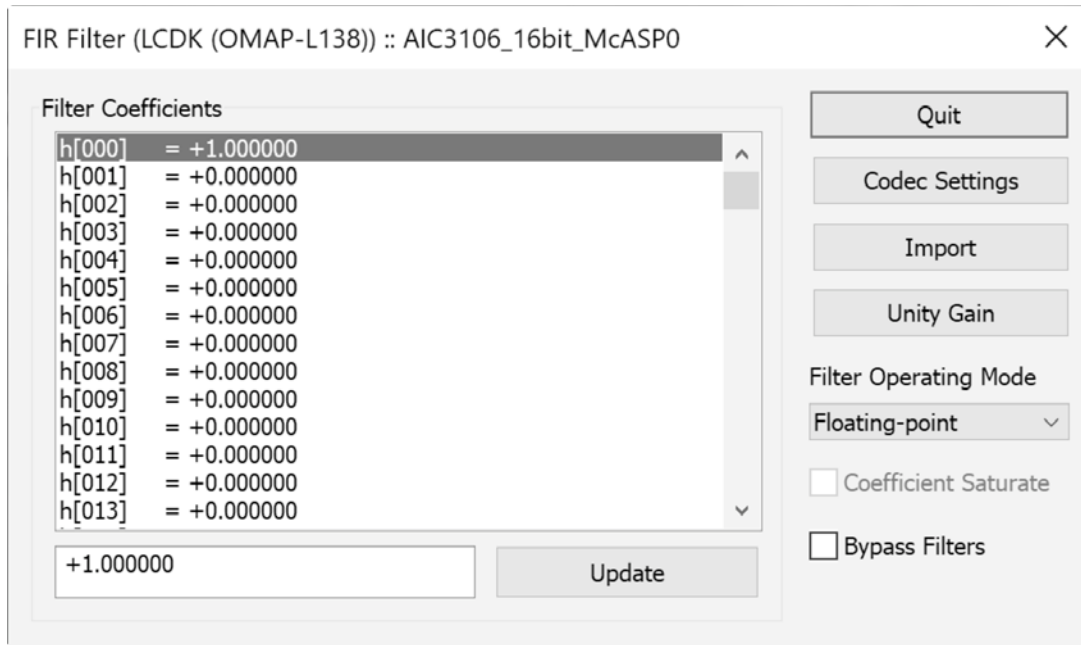 FIR Filter (LCDK (OMAP-L138)) :: AIC3106_16bit_McASP0
Filter Coefficients
h[000] = +1.000000
h[001] = +0.000000
h[002] = +0.000000
h[003] = +0.000000
h[004] = +0.000000
h[005] = +0.000000
h[006] = +0.000000
h[007] = +0.000000
h[008] = +0.000000
h[009] = +0.000000
h[010] = +0.000000
h[011] = +0.000000
h[012] = +0.000000
h[013] = +0.000000
+1.000000
Update
Quit
Codec Settings
Import
Unity Gain
Filter Operating Mode
Floating-point
Coefficient Saturate
Bypass Filters